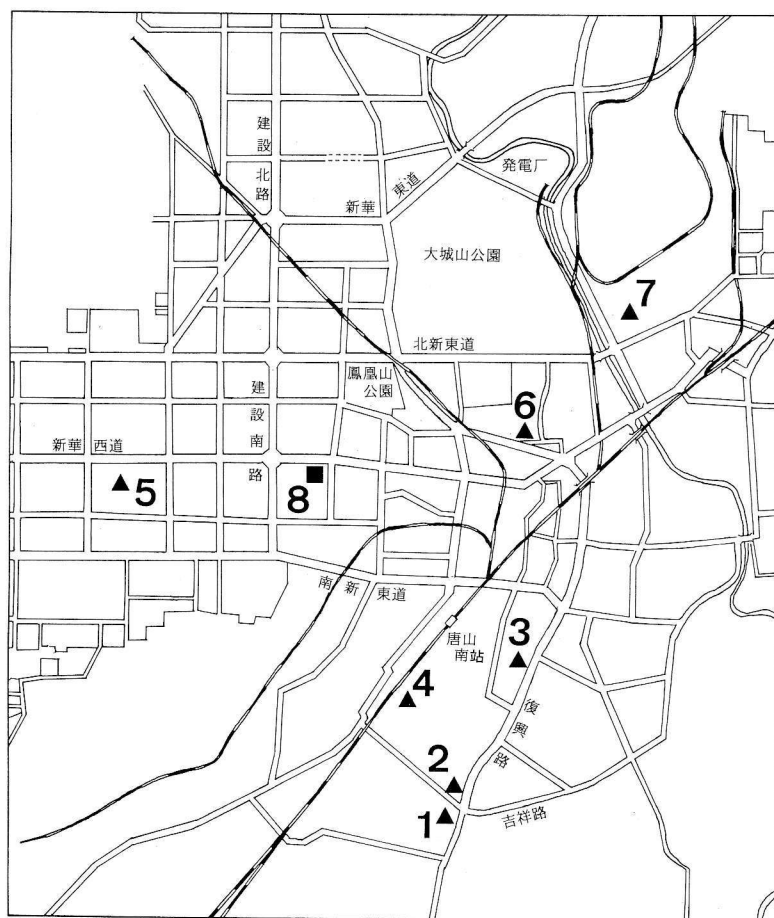 建設北路
発電厂
新華
東道
大城山公園
7
北新東道
鳳凰山
公園
建設南路
6
新華 西道
5
8
南新 東道
唐山
南站
3
4
復興路
2
1
吉祥路